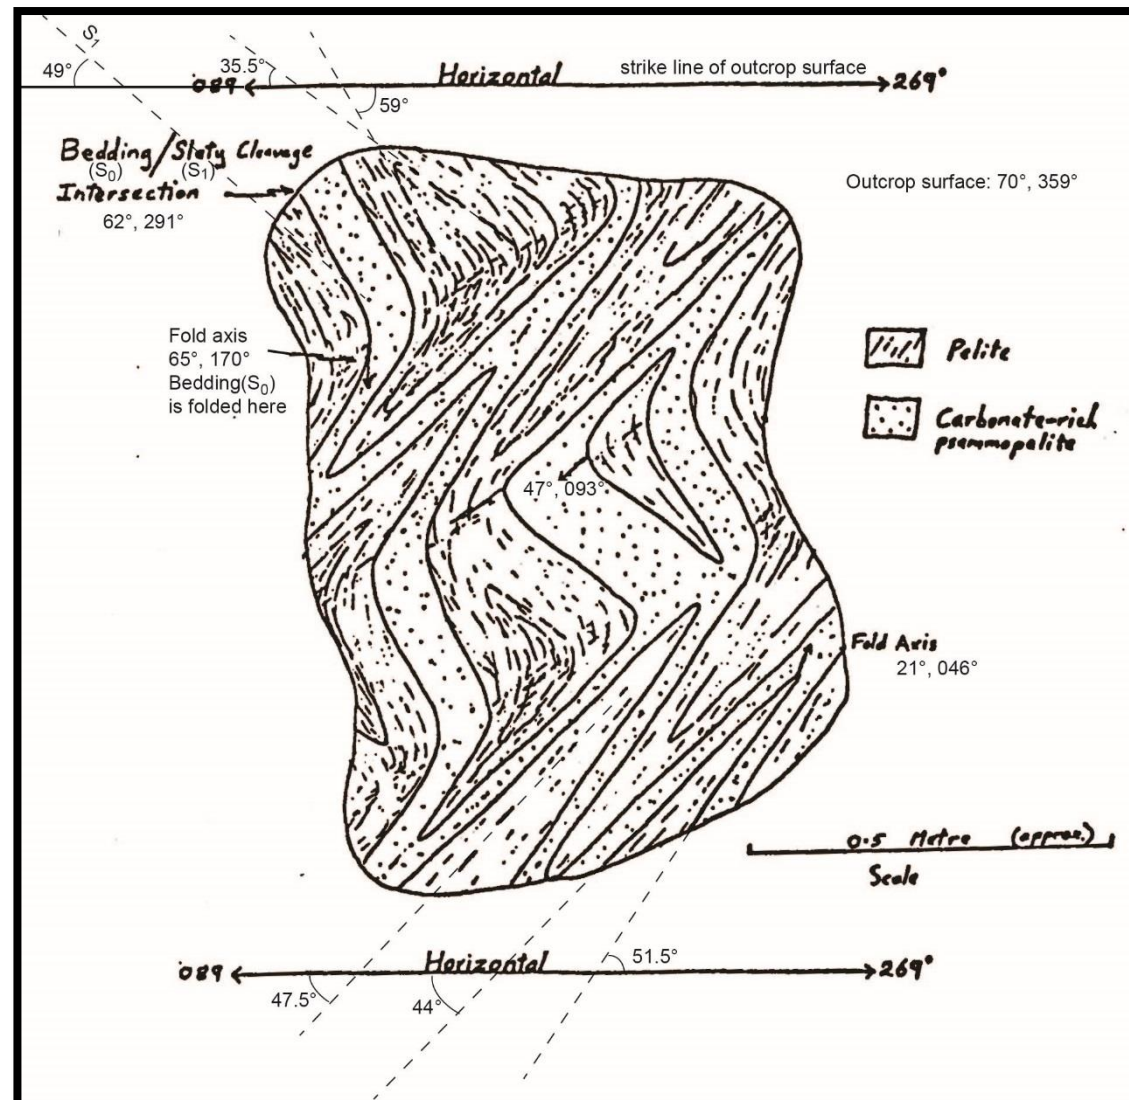 S1
49°
35.5°
089
Horizontal
strike line of outcrop surface
269°
59°
Bedding/Slaty Cleavage
(S0) (S1)
Intersection
62°, 291°
Outcrop surface: 70°, 359°
Fold axis
65°, 170°
Bedding(S0)
is folded here
Pelite
Carbonate-rich
psammopelite
47°, 093°
Fold Axis
21°, 046°
0.5 Metre (approx.)
Scale
089
Horizontal
269°
51.5°
47.5°
44°